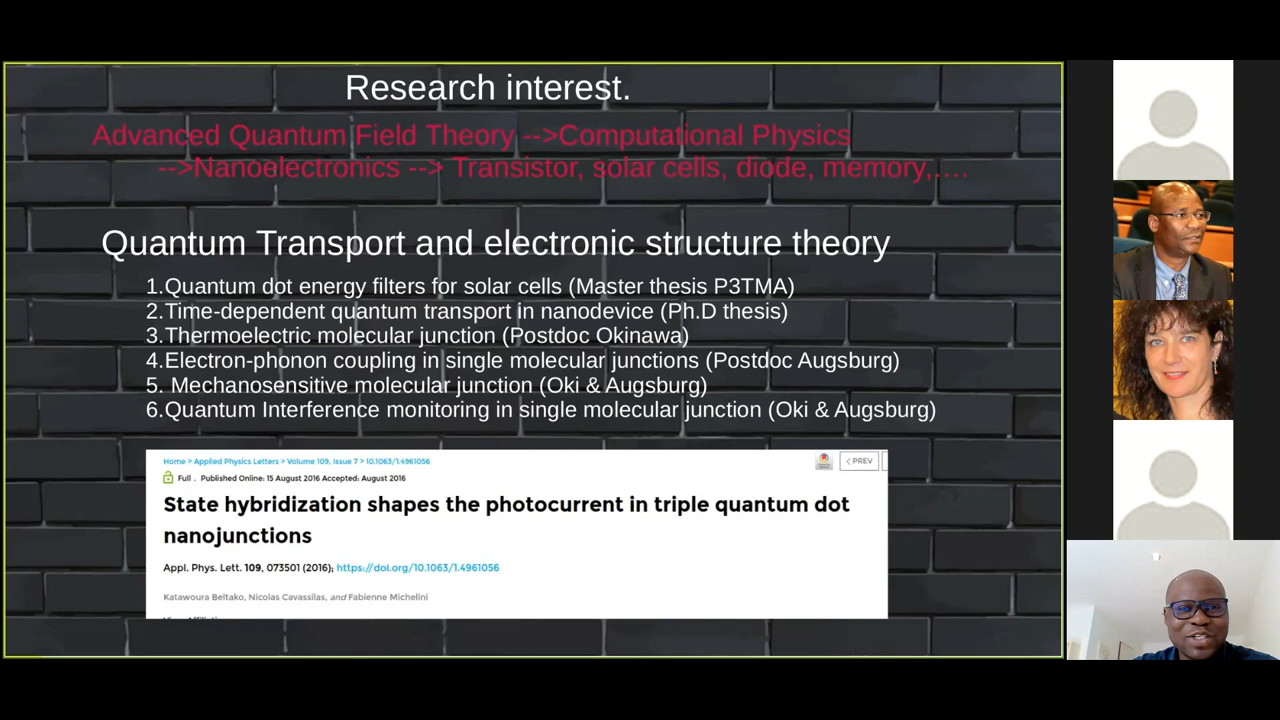 Research interest.
Advanced Quantum Field Theory -->Computational Physics
-->Nanoelectronics --> Transistor, solar cells, diode, memory,....
Quantum Transport and electronic structure theory
1.Quantum dot energy filters for solar cells (Master thesis P3TMA)
2.Time-dependent quantum transport in nanodevice (Ph.D thesis)
3.Thermoelectric molecular junction (Postdoc Okinawa)
4.Electron-phonon coupling in single molecular junctions (Postdoc Augsburg)
5. Mechanosensitive molecular junction (Oki & Augsburg)
6.Quantum Interference monitoring in single molecular junction (Oki & Augsburg)
Home > Applied Physics Letters > Volume 109, Issue 7 > 10.1063/1.4961056
< PREV
Full . Published Online: 15 August 2016 Accepted: August 2016
State hybridization shapes the photocurrent in triple quantum dot
nanojunctions
Appl. Phys. Lett. 109, 073501 (2016); https://doi.org/10.1063/1.4961056
Katawoura Beltako, Nicolas Cavassilas, and Fabienne Michelini